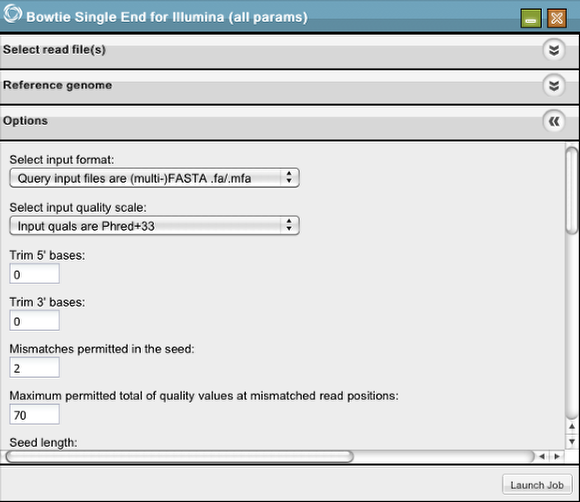 Bowtie Single End for Illumina (all params)
Select read file(s)
Reference genome
Options
Select input format:
Query input files are (multi-)FASTA .fa/.mfa
Select input quality scale:
Input quals are Phred+33
Trim 5' bases:
0
Trim 3' bases:
0
Mismatches permitted in the seed:
2
Maximum permitted total of quality values at mismatched read positions:
70
Seed length:
Launch Job